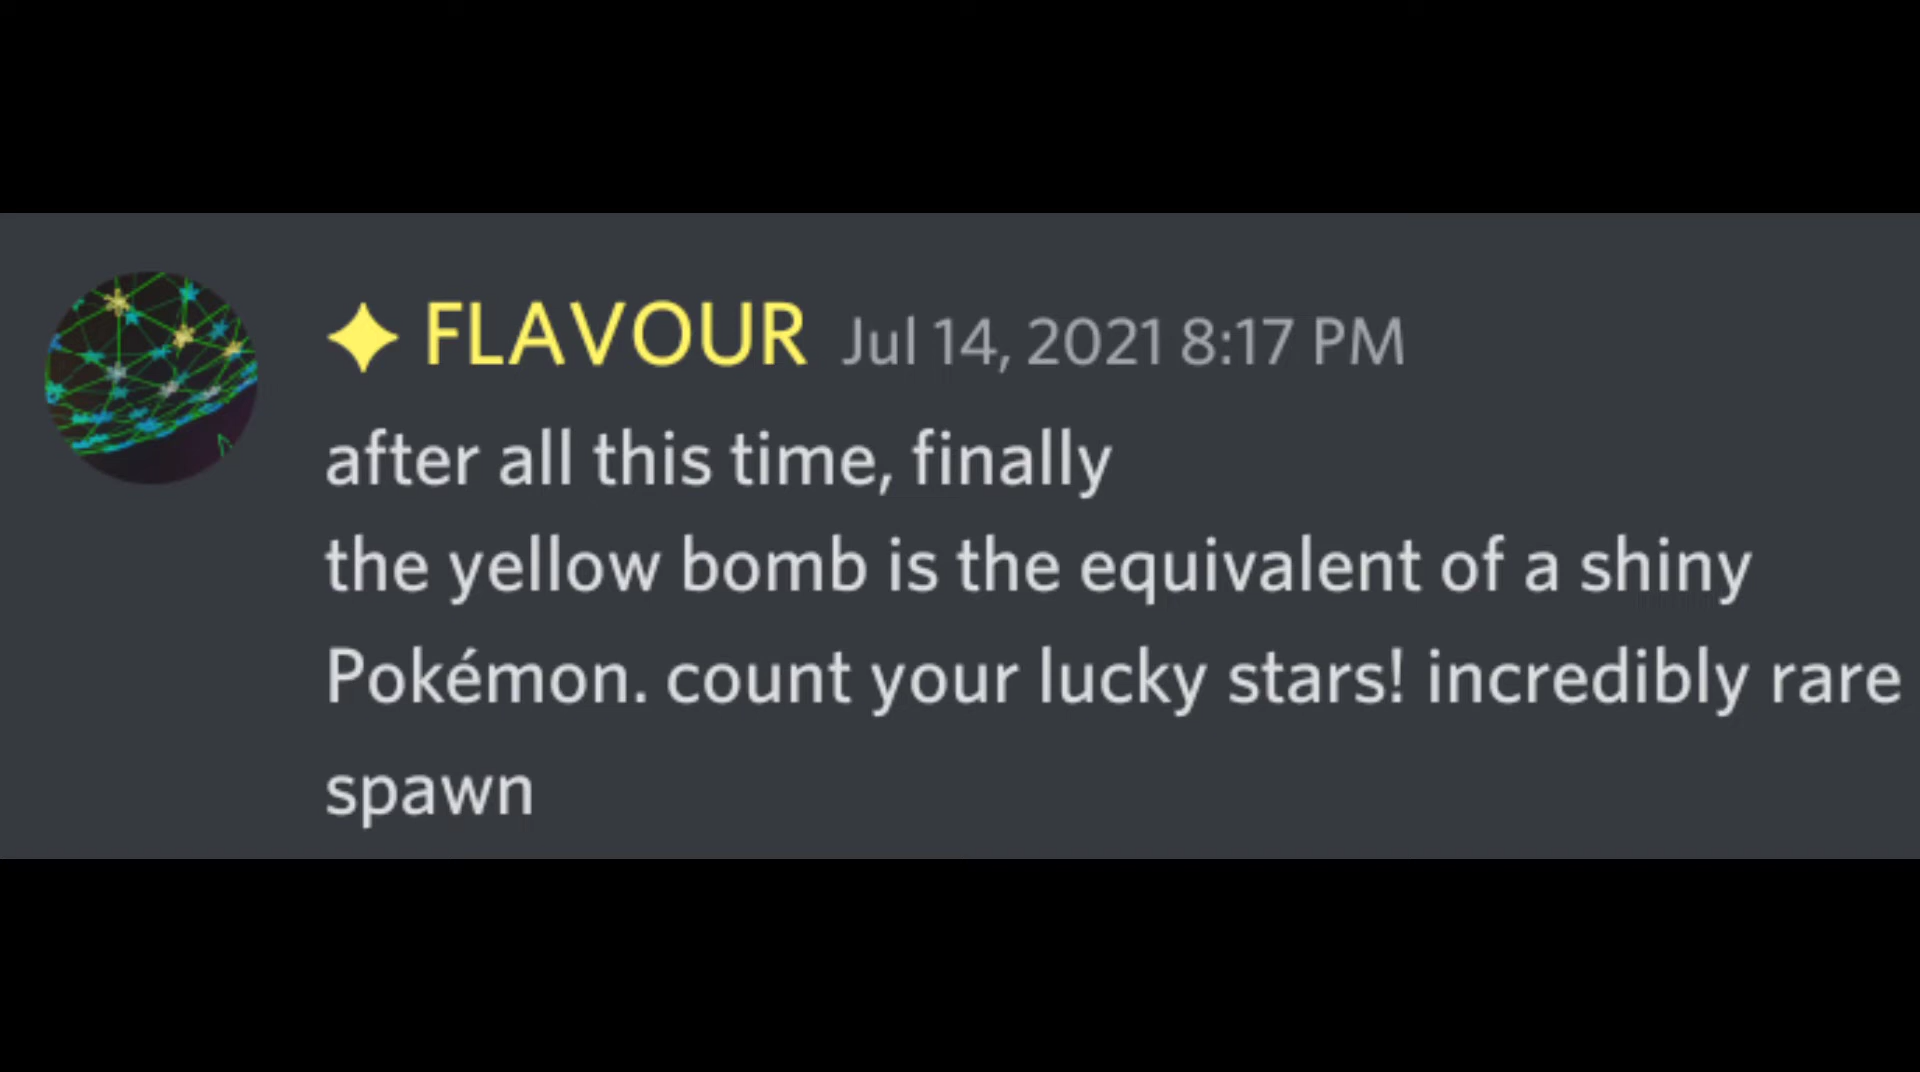 ✦ FLAVOUR Jul 14, 2021 8:17 PM
after all this time, finally
the yellow bomb is the equivalent of a shiny
Pokémon. count your lucky stars! incredibly rare
spawn